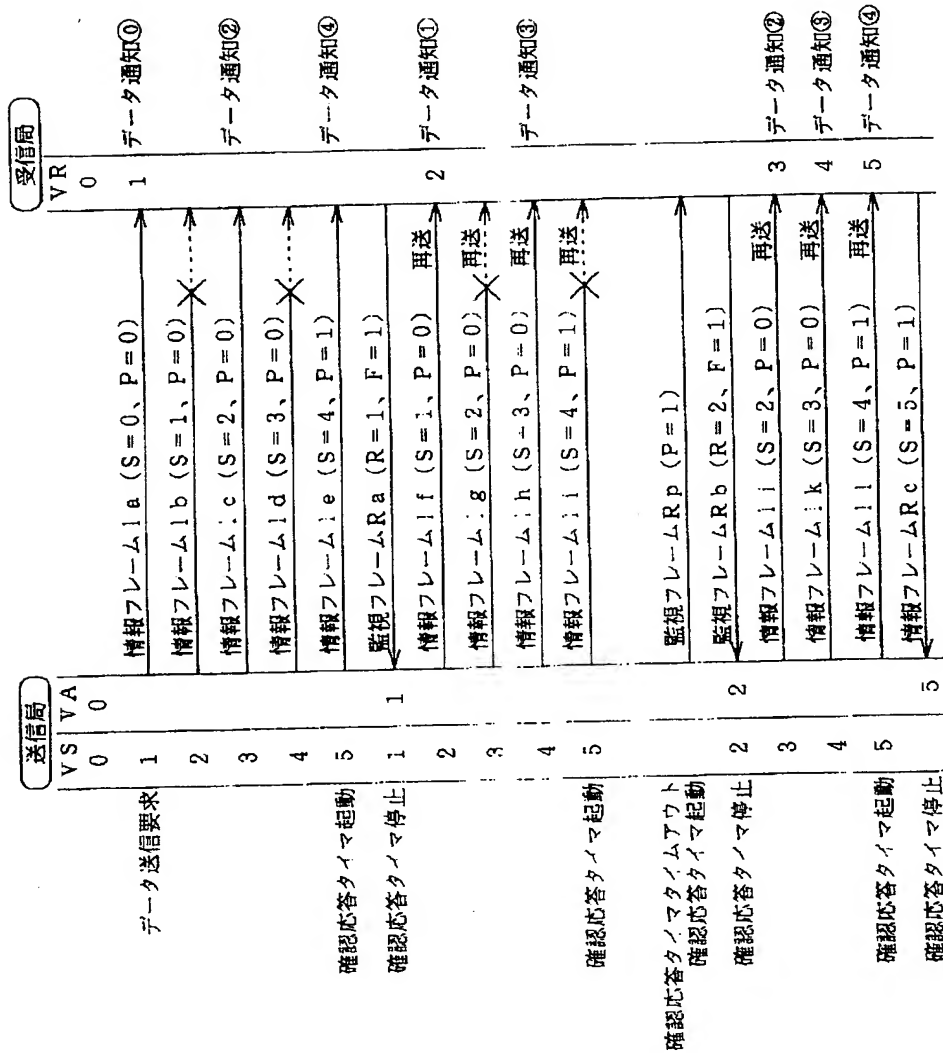 送信局
受信局
VS VA
VR
0 0
0
データ送信要求
1
情報フレームIa (S=0、P=0)
1
データ通知⓪
2
情報フレームIb (S=1、P=0)
3
情報フレームIc (S=2、P=0)
データ通知②
4
情報フレームId (S=3、P=0)
確認応答タイマ起動
5
情報フレームIe (S=4、P=1)
データ通知④
確認応答タイマ停止
1 1
監視フレームRa (R=1、F=1)
2
情報フレームIf (S=1、P=0) 再送
2
データ通知①
3
情報フレームIg (S=2、P=0) 再送
4
情報フレームIh (S=3、P=0) 再送
データ通知③
確認応答タイマ起動
5
情報フレームIi (S=4、P=1) 再送
確認応答タイマタイムアウト
確認応答タイマ起動
監視フレームRp (P=1)
確認応答タイマ停止
2 2
監視フレームRb (R=2、F=1)
3
情報フレームIj (S=2、P=0) 再送
3
データ通知②
4
情報フレームIk (S=3、P=0) 再送
4
データ通知③
確認応答タイマ起動
5
情報フレームIl (S=4、P=1) 再送
5
データ通知④
確認応答タイマ停止
5
情報フレームRc (S=5、P=1)